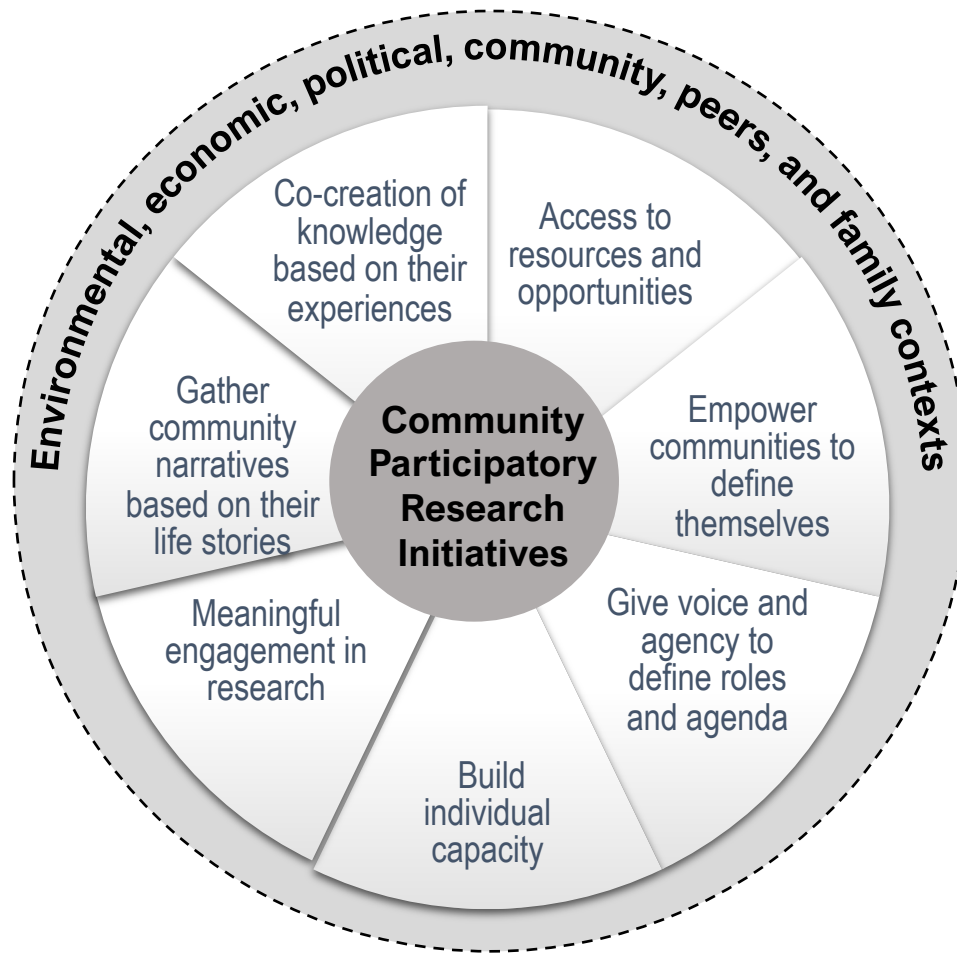 Environmental, economic, political, community, peers, and family contexts
Co-creation of
knowledge
based on their
experiences
Access to
resources and
opportunities
Empower
communities to
define
themselves
Give voice and
agency to
define roles
and agenda
Build
individual
capacity
Meaningful
engagement in
research
Gather
community
narratives
based on their
life stories
Community
Participatory
Research
Initiatives